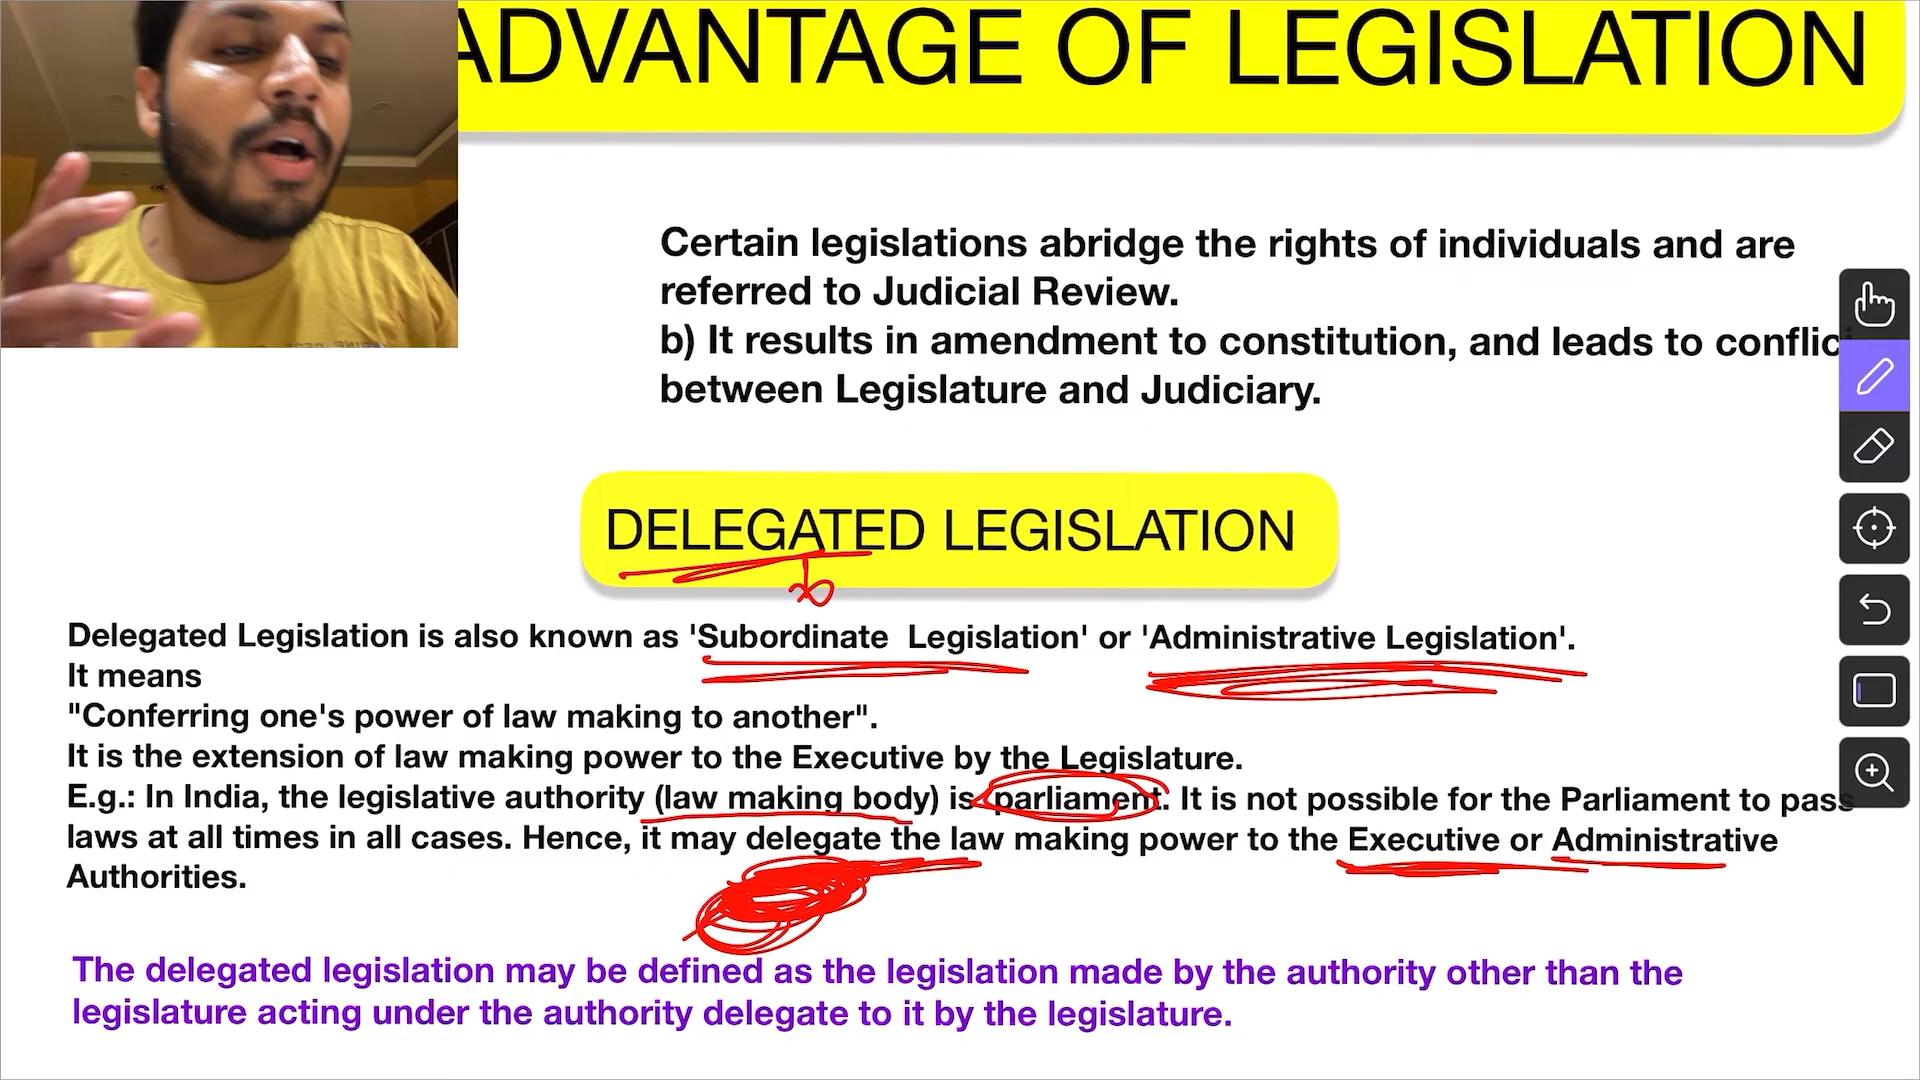 ADVANTAGE OF LEGISLATION
Certain legislations abridge the rights of individuals and are
referred to Judicial Review.
b) It results in amendment to constitution, and leads to conflic
between Legislature and Judiciary.
DELEGATED LEGISLATION
Delegated Legislation is also known as 'Subordinate Legislation' or 'Administrative Legislation'.
It means
"Conferring one's power of law making to another".
It is the extension of law making power to the Executive by the Legislature.
E.g.: In India, the legislative authority (law making body) is parliament. It is not possible for the Parliament to pass
laws at all times in all cases. Hence, it may delegate the law making power to the Executive or Administrative
Authorities.
The delegated legislation may be defined as the legislation made by the authority other than the
legislature acting under the authority delegate to it by the legislature.